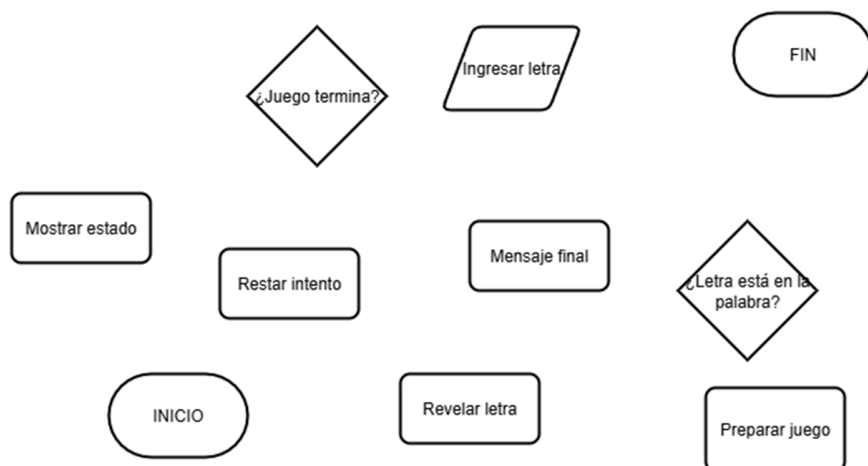 ¿Juego termina?
Ingresar letra
FIN
Mostrar estado
Restar intento
Mensaje final
¿Letra está en la
palabra?
INICIO
Revelar letra
Preparar juego